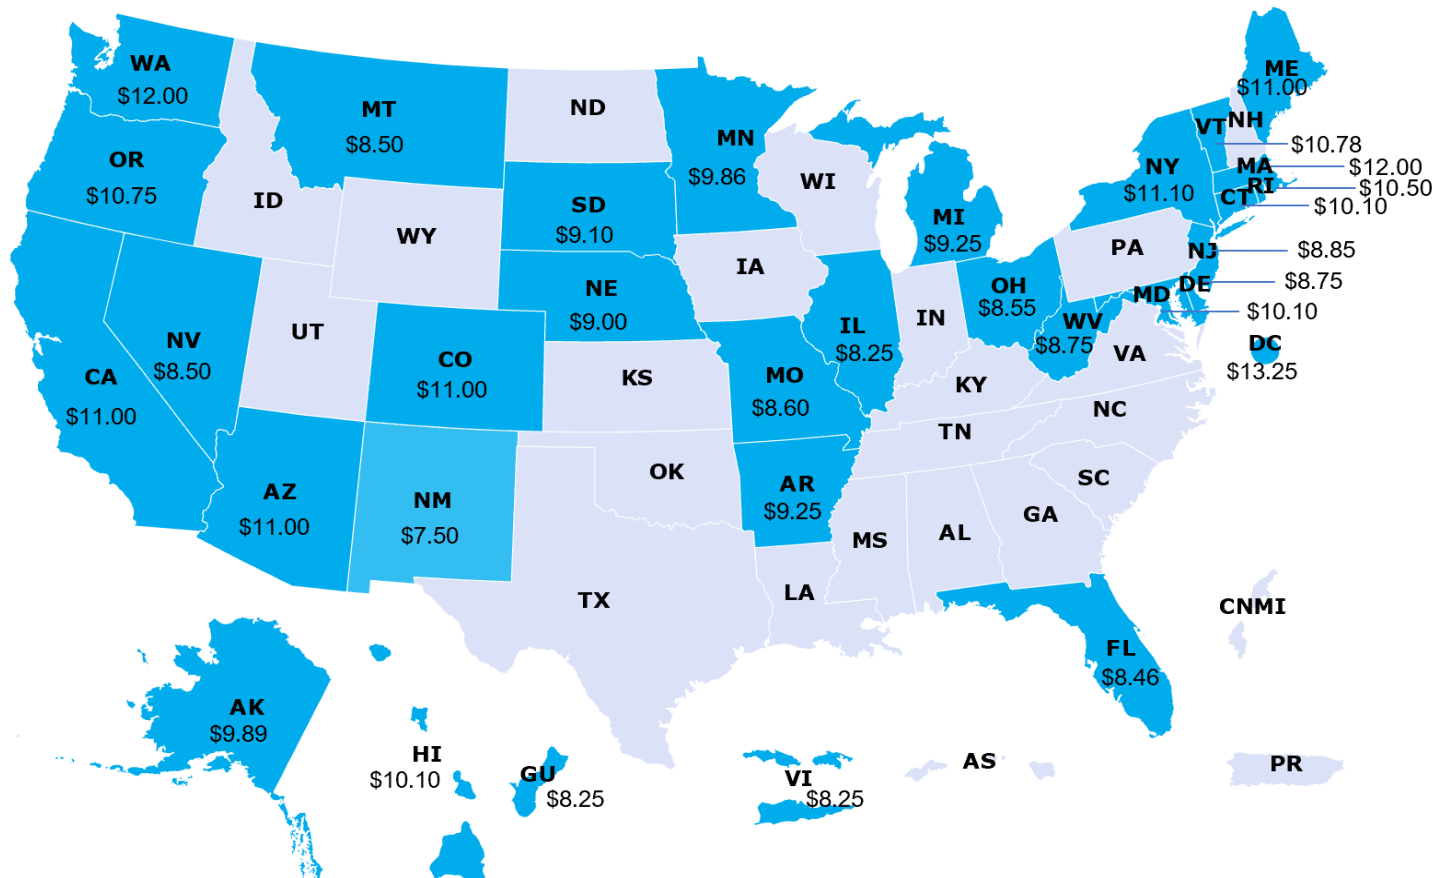 WA
$12.00
MT
$8.50
ND
MN
$9.86
WI
ME
$11.00
VT
NH
$10.78
OR
$10.75
ID
WY
SD
$9.10
MI
$9.25
NY
$11.10
MA
$12.00
RI
$10.50
CT
$10.10
IA
PA
NJ
$8.85
NE
$9.00
OH
$8.55
MD
DE
$8.75
$10.10
NV
$8.50
UT
CO
$11.00
CA
$11.00
KS
MO
$8.60
IL
$8.25
IN
WV
$8.75
VA
DC
$13.25
KY
NC
TN
AZ
$11.00
NM
$7.50
OK
AR
$9.25
SC
MS
AL
GA
TX
LA
CNMI
FL
$8.46
AK
$9.89
HI
$10.10
GU
$8.25
VI
$8.25
AS
PR